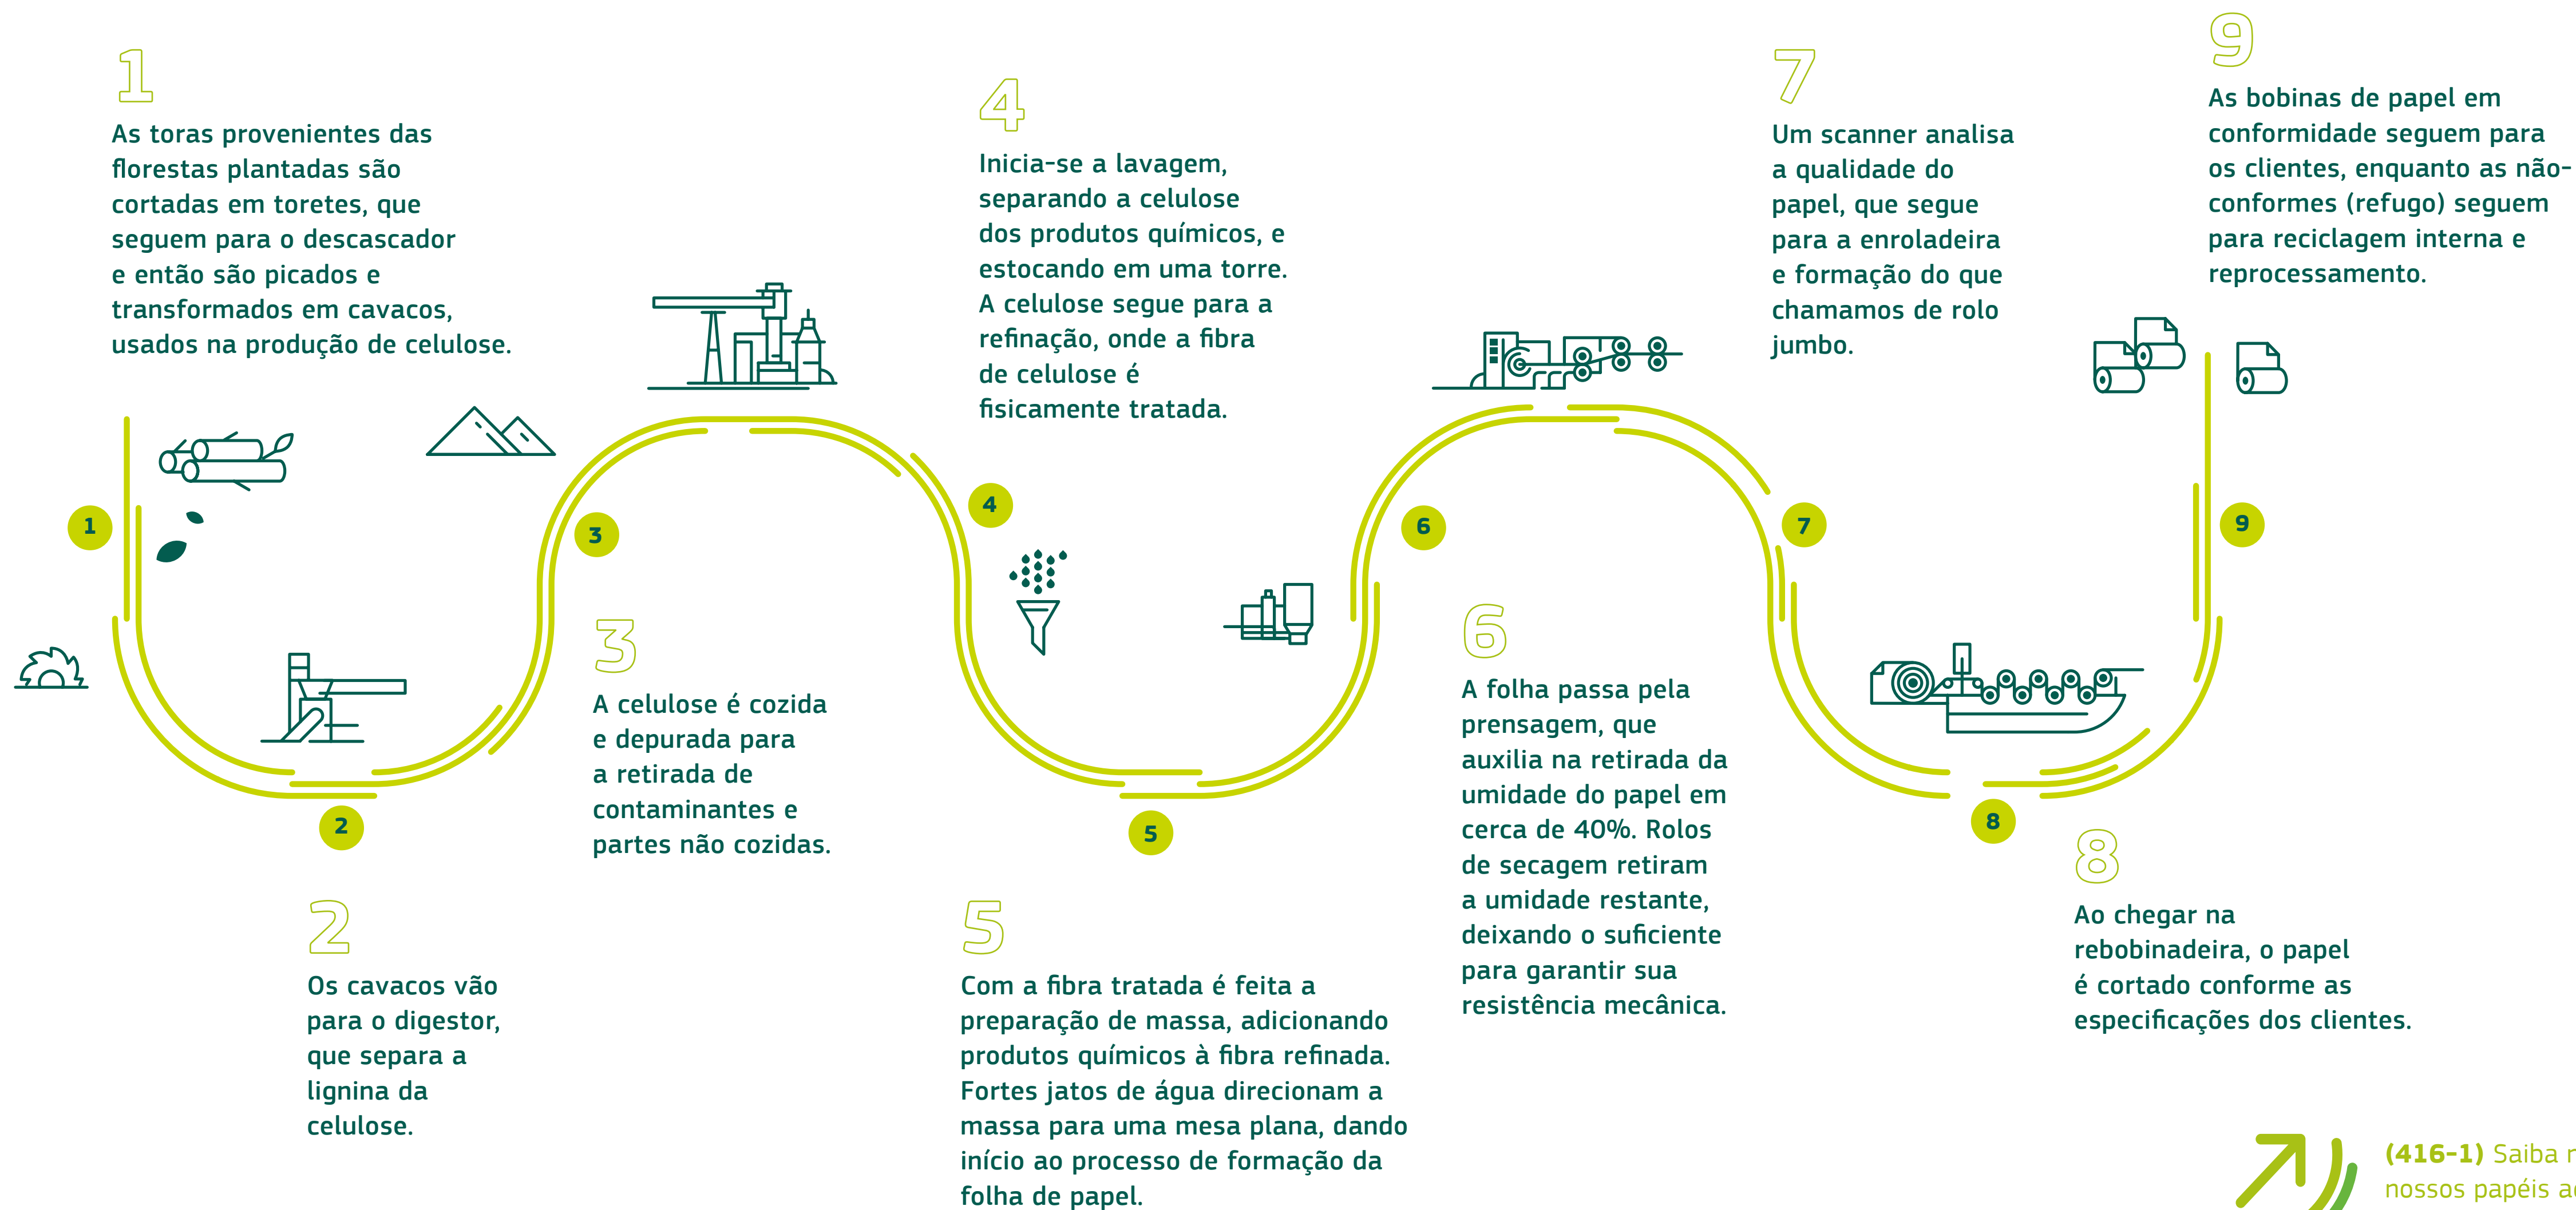 1
As toras provenientes das
florestas plantadas são
cortadas em toretes, que
seguem para o descascador
e então são picados e
transformados em cavacos,
usados na produção de celulose.
1
2
2
Os cavacos vão
para o digestor,
que separa a
lignina da
celulose.
3
3
A celulose é cozida
e depurada para
a retirada de
contaminantes e
partes não cozidas.
4
Inicia-se a lavagem,
separando a celulose
dos produtos químicos, e
estocando em uma torre.
A celulose segue para a
refinação, onde a fibra
de celulose é
fisicamente tratada.
4
5
5
Com a fibra tratada é feita a
preparação de massa, adicionando
produtos químicos à fibra refinada.
Fortes jatos de água direcionam a
massa para uma mesa plana, dando
início ao processo de formação da
folha de papel.
6
6
A folha passa pela
prensagem, que
auxilia na retirada da
umidade do papel em
cerca de 40%. Rolos
de secagem retiram
a umidade restante,
deixando o suficiente
para garantir sua
resistência mecânica.
7
Um scanner analisa
a qualidade do
papel, que segue
para a enroladeira
e formação do que
chamamos de rolo
jumbo.
7
8
8
Ao chegar na
rebobinadeira, o papel
é cortado conforme as
especificações dos clientes.
9
As bobinas de papel em
conformidade seguem para
os clientes, enquanto as não-
conformes (refugo) seguem
para reciclagem interna e
reprocessamento.
9
(416-1) Saiba
nossos papéis